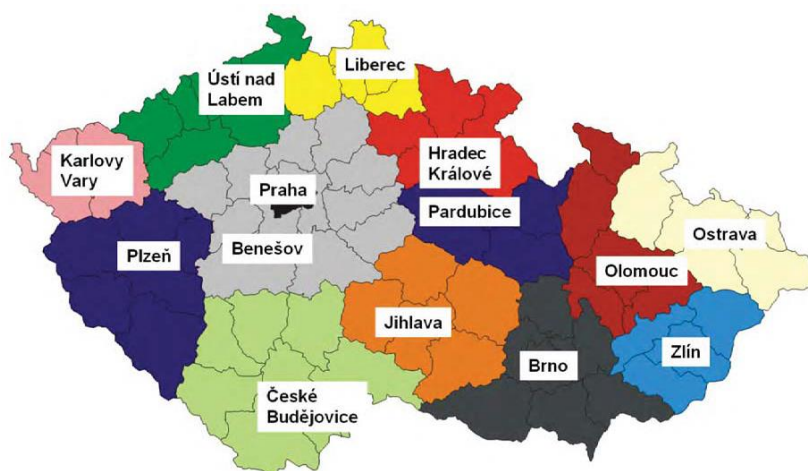 Liberec
Ústí nad
Labem
Karlovy
Vary
Hradec
Králové
Praha
Pardubice
Ostrava
Plzeň
Benešov
Olomouc
Jihlava
Zlín
Brno
České
Budějovice